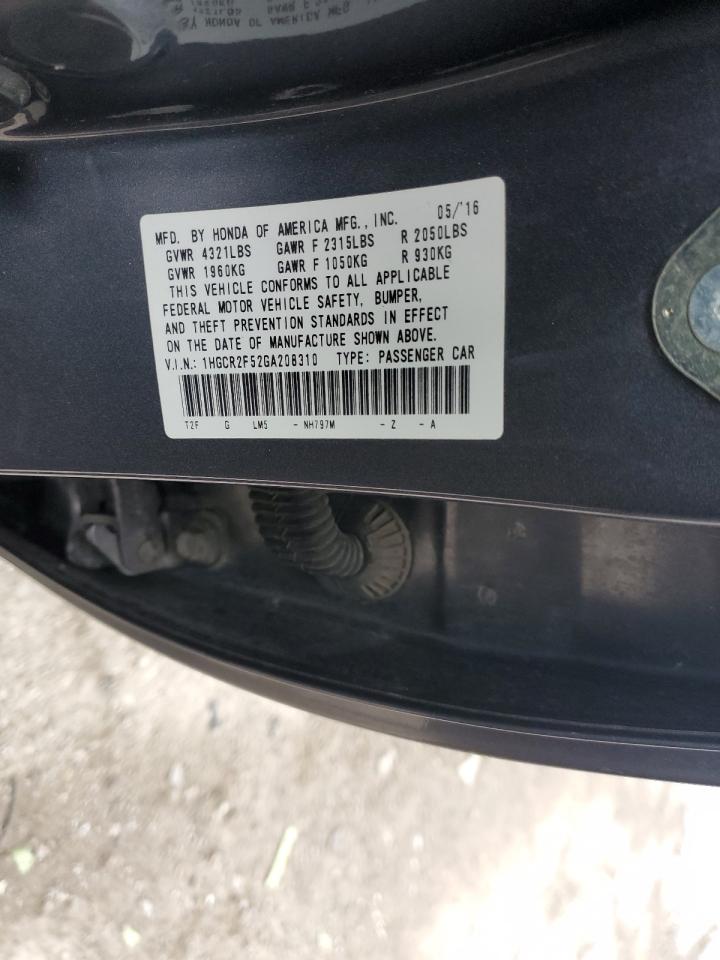 MFD. BY HONDA OF AMERICA MFG., INC. 05/'16
GVWR 4321LBS GAWR F 2315LBS R 2050LBS
GVWR 1960KG GAWR F 1050KG R 930KG
THIS VEHICLE CONFORMS TO ALL APPLICABLE
FEDERAL MOTOR VEHICLE SAFETY, BUMPER,
AND THEFT PREVENTION STANDARDS IN EFFECT
ON THE DATE OF MANUFACTURE SHOWN ABOVE.
V.I.N.: 1HGCR2F52GA208310 TYPE: PASSENGER CAR
T2F G LM5 - NH797M - Z - A